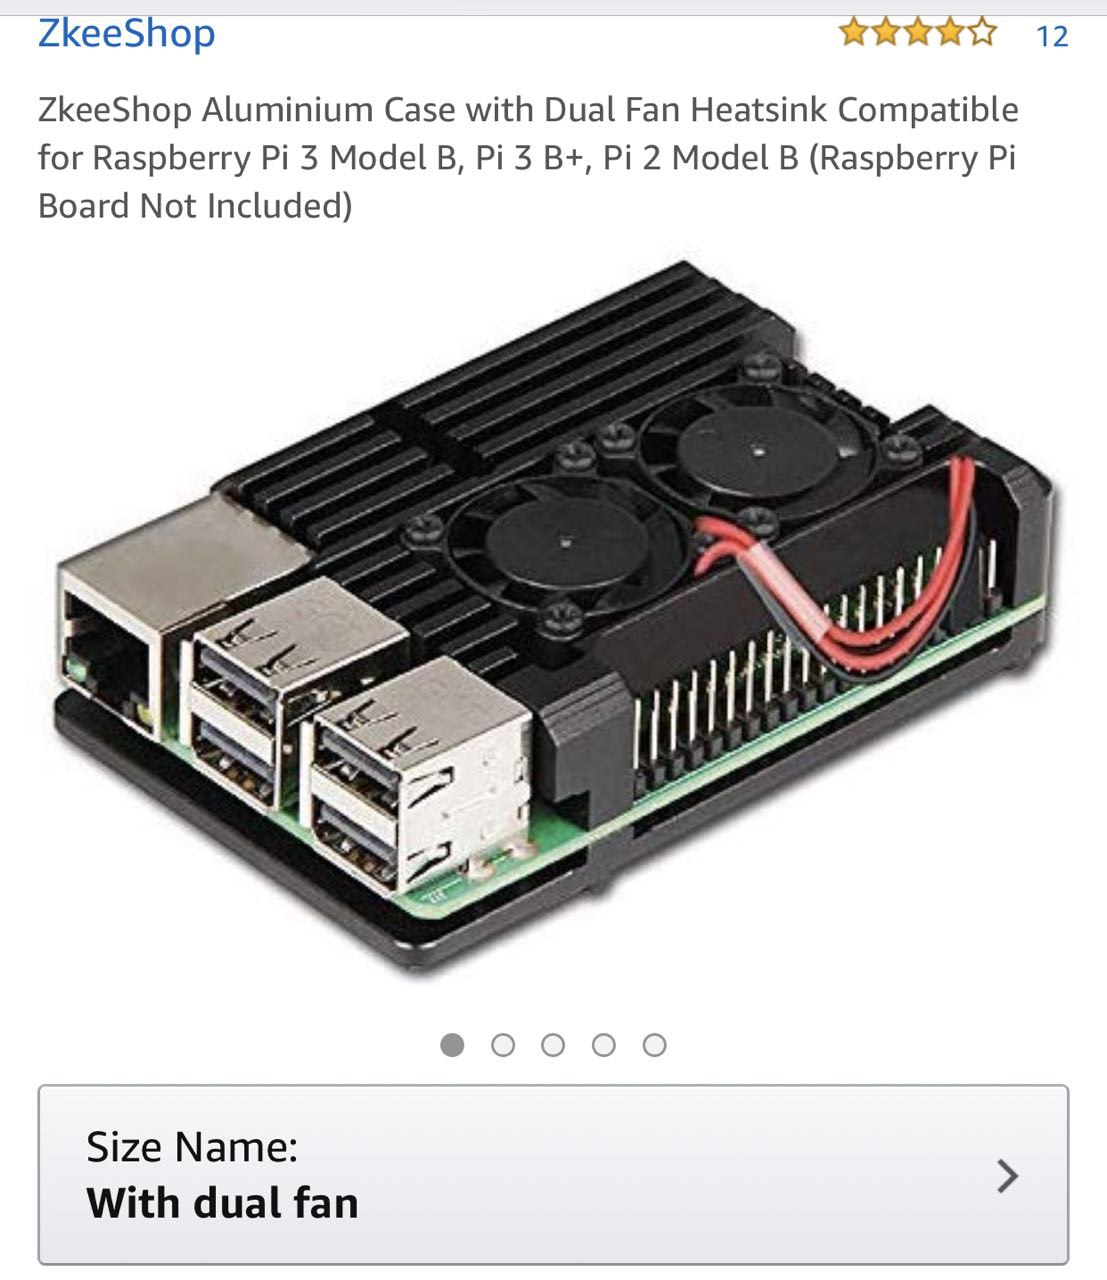 ZkeeShop
12
ZkeeShop Aluminium Case with Dual Fan Heatsink Compatible
for Raspberry Pi 3 Model B, Pi 3 B+, Pi 2 Model B (Raspberry Pi
Board Not Included)
Size Name:
With dual fan